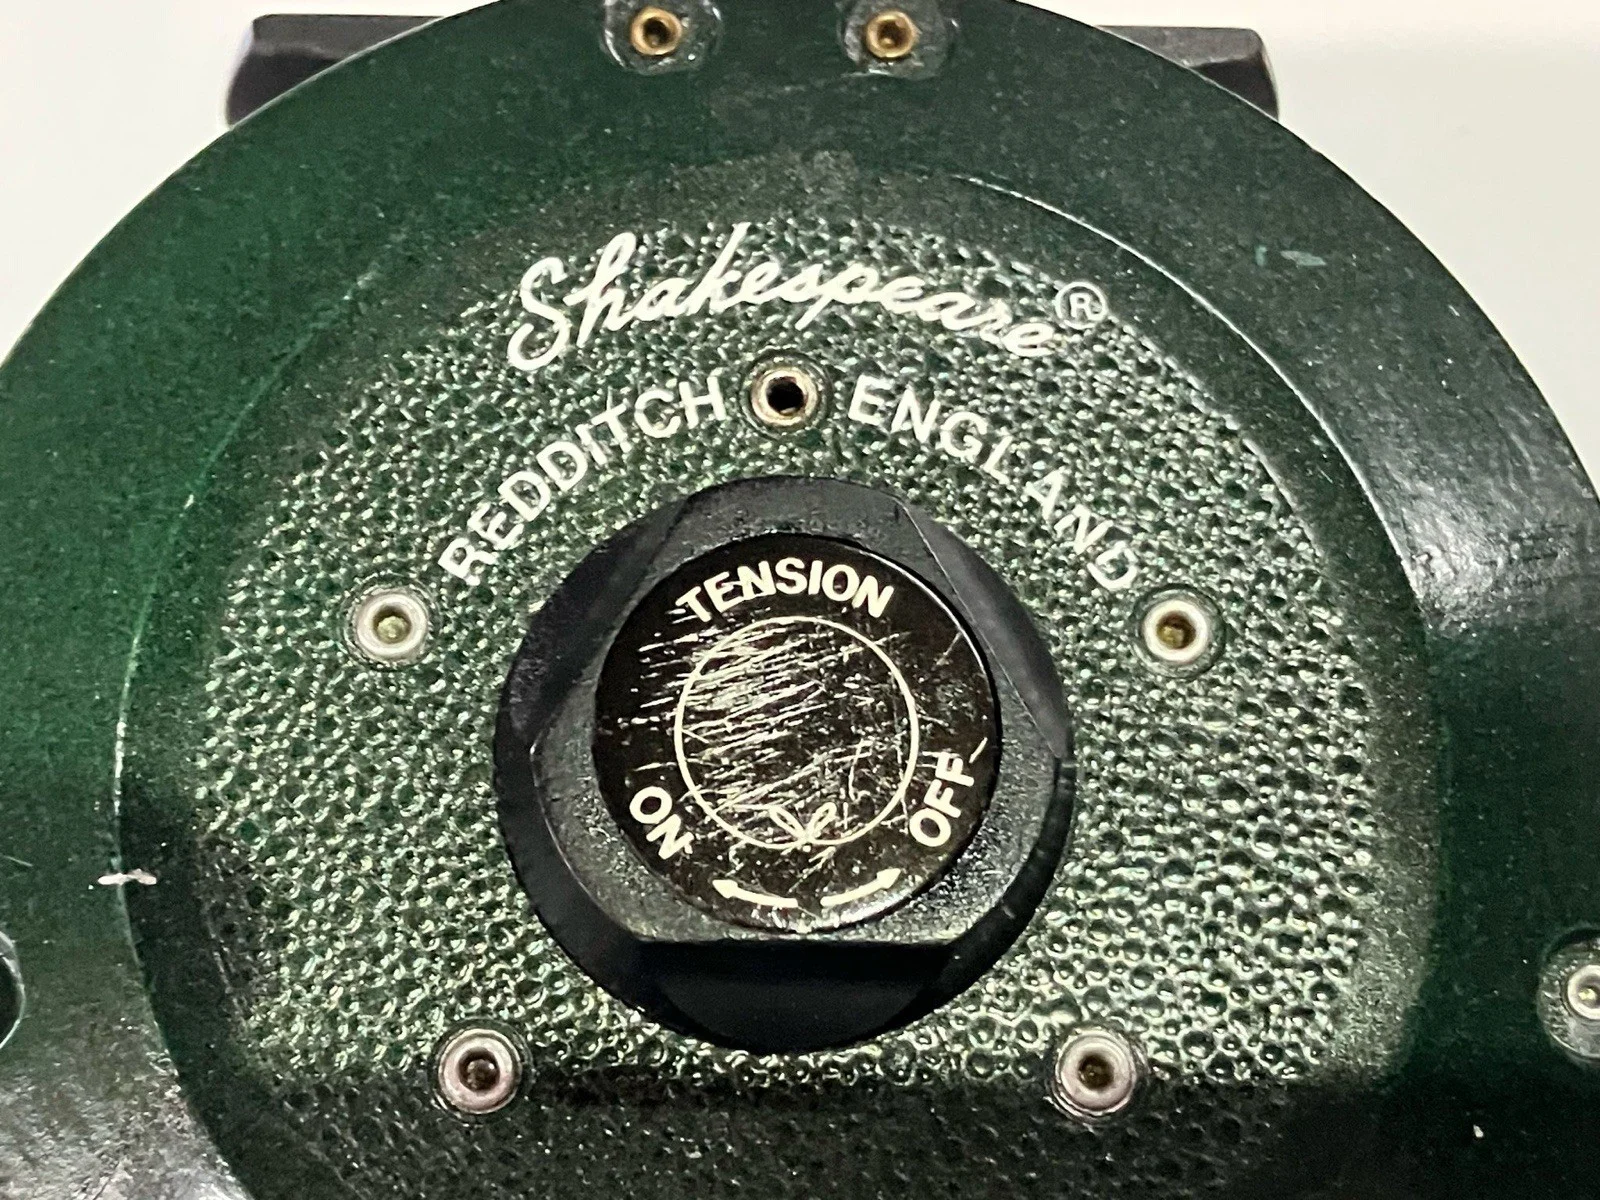 Shakespeare®
REDDITCH ENGLAND
TENSION
ON OFF